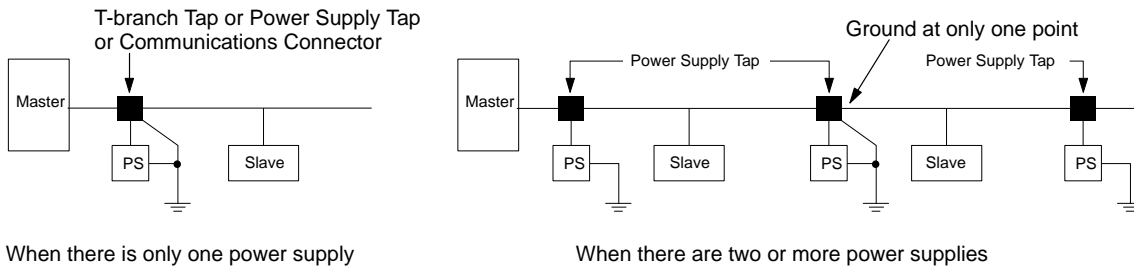 T-branch Tap or Power Supply Tap
or Communications Connector
Master
PS
Slave
When there is only one power supply
Ground at only one point
Power Supply Tap
Power Supply Tap
Master
PS
Slave
PS
Slave
PS
When there are two or more power supplies